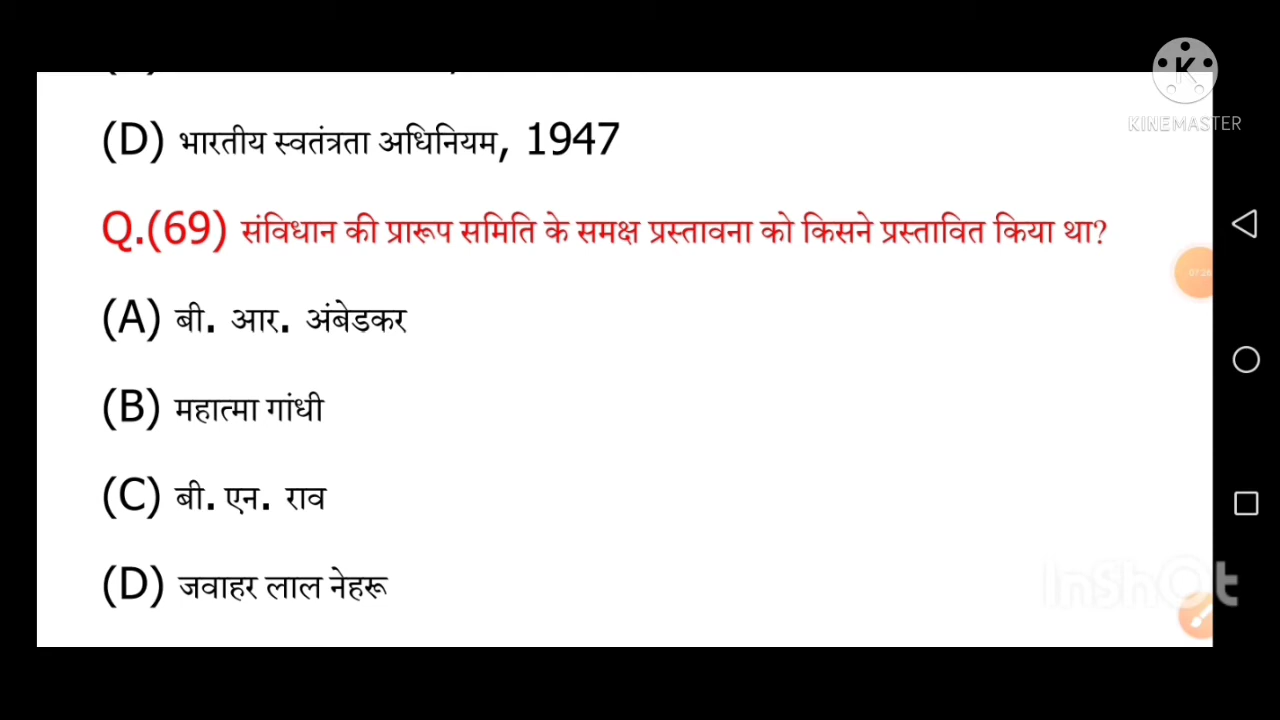 (D) भारतीय स्वतंत्रता अधिनियम, 1947
Q.(69) संविधान की प्रारूप समिति के समक्ष प्रस्तावना को किसने प्रस्तावित किया था?
(A) बी. आर. अंबेडकर
(B) महात्मा गांधी
(C) बी. एन. राव
(D) जवाहर लाल नेहरू
K
KINEMASTER
InShOt